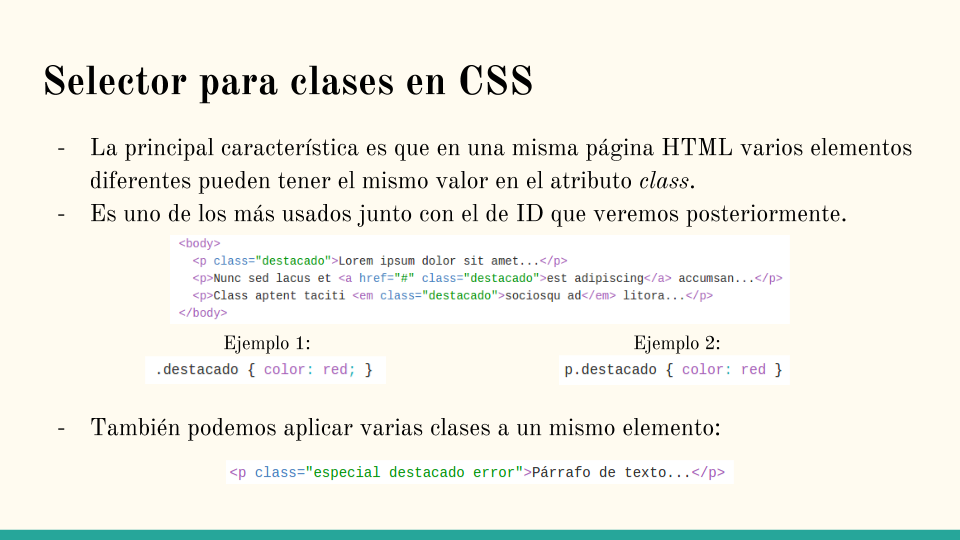 Selector para clases en CSS
- La principal característica es que en una misma página HTML varios elementos
diferentes pueden tener el mismo valor en el atributo class.
- Es uno de los más usados junto con el de ID que veremos posteriormente.
<body>
<p class="destacado">Lorem ipsum dolor sit amet...</p>
<p>Nunc sed lacus et <a href="#" class="destacado">est adipiscing</a> accumsan...</p>
<p>Class aptent taciti <em class="destacado">sociosqu ad</em> litora...</p>
</body>
Ejemplo 1:
.destacado { color: red; }
Ejemplo 2:
p.destacado { color: red }
- También podemos aplicar varias clases a un mismo elemento:
<p class="especial destacado error">Párrafo de texto...</p>